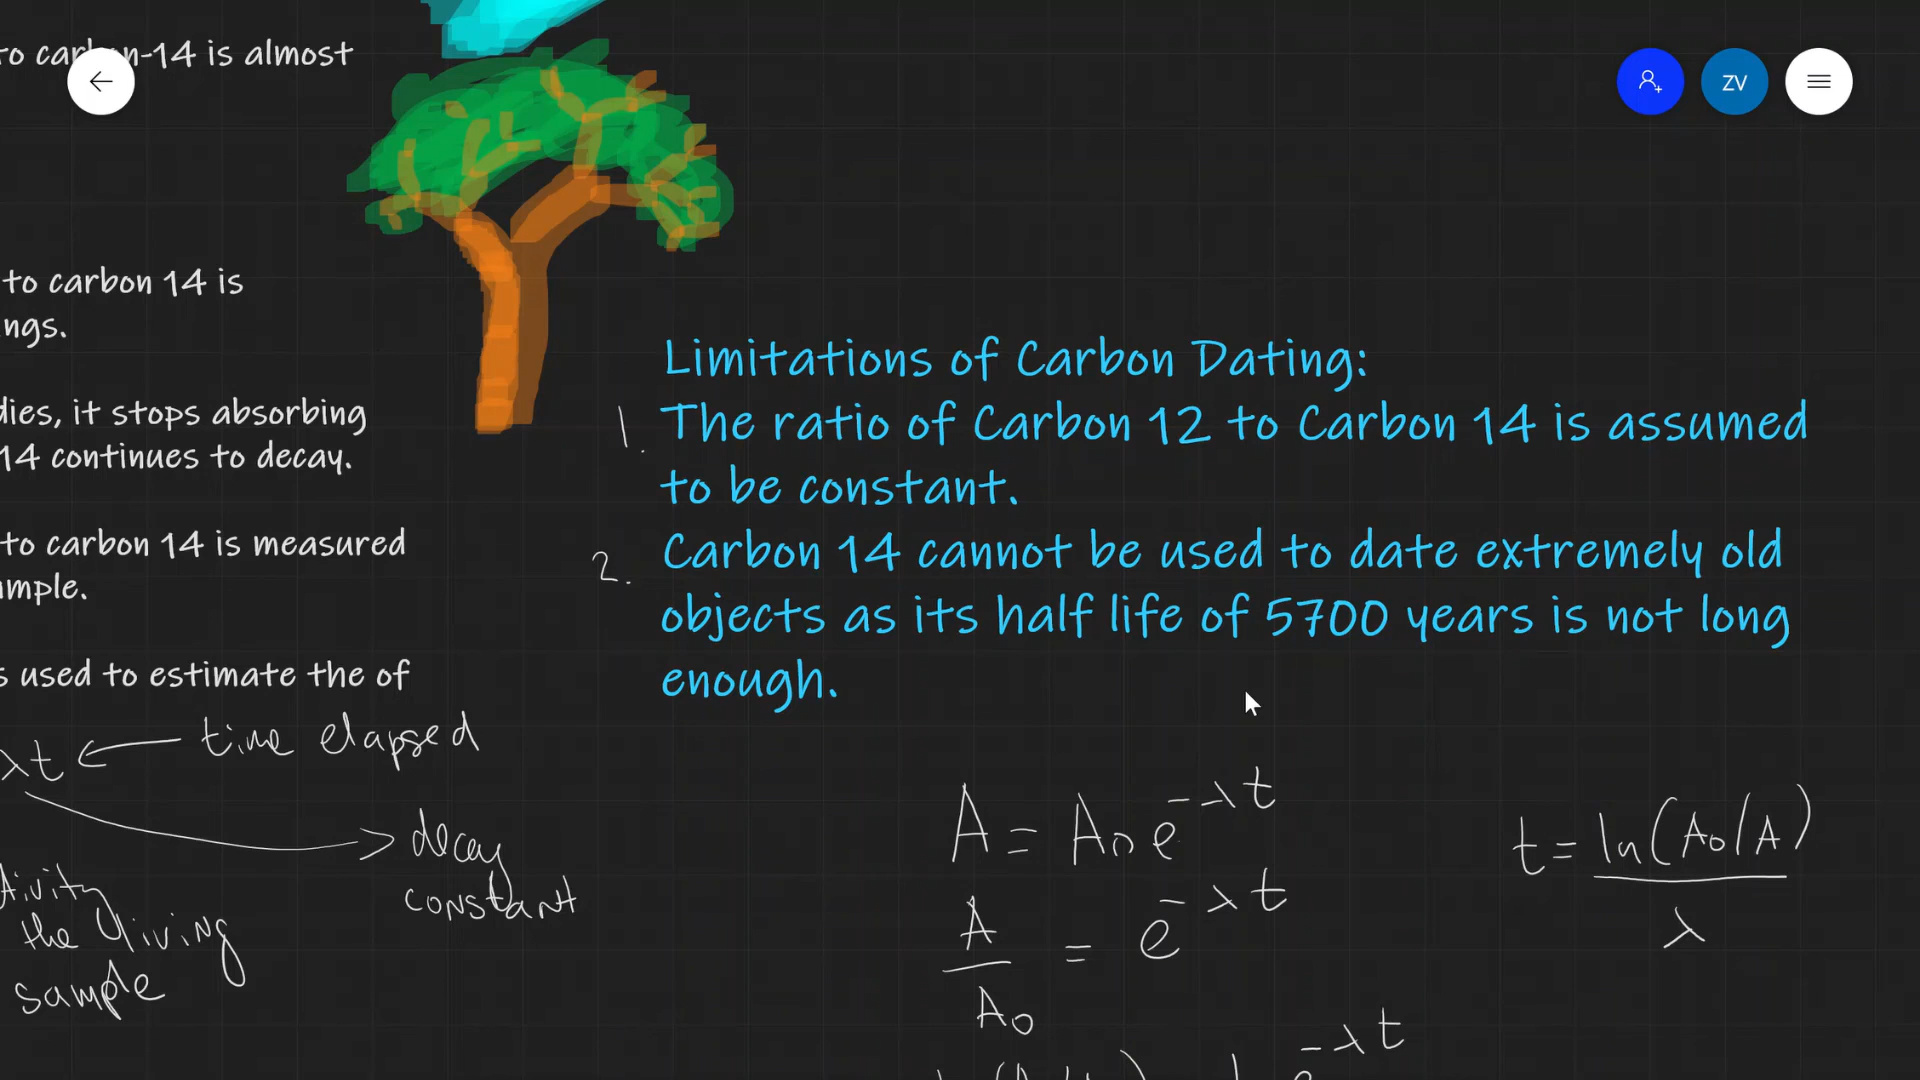 to carbon-14 is almost
ZV
to carbon 14 is
ngs.
dies, it stops absorbing
14 continues to decay.
to carbon 14 is measured
mple.
s used to estimate the of
λt ← time elapsed
decay
constant
tivity
the living
sample
Limitations of Carbon Dating:
1. The ratio of Carbon 12 to Carbon 14 is assumed
to be constant.
2. Carbon 14 cannot be used to date extremely old
objects as its half life of 5700 years is not long
enough.
A = A₀ e^-λt
A/A₀ = e^-λt
e^-λt
t = ln(A₀/A)
λ